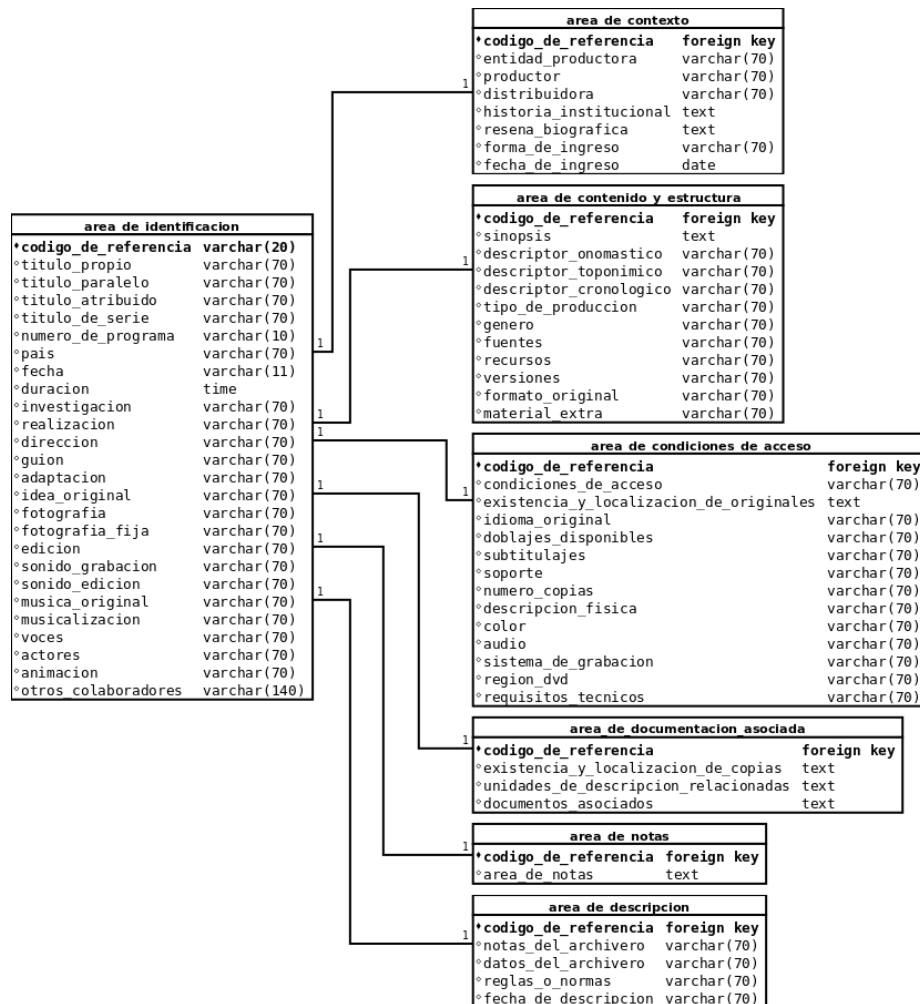 area de contexto
codigo_de_referencia foreign key
entidad_productora varchar(70)
productor varchar(70)
distribuidora varchar(70)
historia_institucional text
resena_biografica text
forma_de_ingreso varchar(70)
fecha_de_ingreso date
area de contenido y estructura
codigo_de_referencia foreign key
sinopsis text
descriptor_onomastico varchar(70)
descriptor_toponimico varchar(70)
descriptor_cronologico varchar(70)
tipo_de_produccion varchar(70)
genero varchar(70)
fuentes varchar(70)
recursos varchar(70)
versiones varchar(70)
formato_original varchar(70)
material_extra varchar(70)
area de identificacion
codigo_de_referencia varchar(20)
titulo_propio varchar(70)
titulo_paralelo varchar(70)
titulo_atribuido varchar(70)
titulo_de_serie varchar(70)
numero_de_programa varchar(10)
pais varchar(70)
fecha varchar(11)
duracion time
investigacion varchar(70)
realizacion varchar(70)
direccion varchar(70)
guion varchar(70)
adaptacion varchar(70)
idea_original varchar(70)
fotografia varchar(70)
fotografia_fija varchar(70)
edicion varchar(70)
sonido_grabacion varchar(70)
sonido_edicion varchar(70)
musica_original varchar(70)
musicalizacion varchar(70)
voces varchar(70)
actores varchar(70)
animacion varchar(70)
otros_colaboradores varchar(140)
1
1
1
1
1
1
1
1
1
1
1
1
area de condiciones de acceso
codigo_de_referencia foreign key
condiciones_de_acceso varchar(70)
existencia_y_localizacion_de_originales text
idioma_original varchar(70)
doblajes_disponibles varchar(70)
subtitulajes varchar(70)
soporte varchar(70)
numero_copias varchar(70)
descripcion_fisica varchar(70)
color varchar(70)
audio varchar(70)
sistema_de_grabacion varchar(70)
region_dvd varchar(70)
requisitos_tecnicos varchar(70)
area_de_documentacion_asociada
codigo_de_referencia foreign key
existencia_y_localizacion_de_copias text
unidades_de_descripcion_relacionadas text
documentos_asociados text
area de notas
codigo_de_referencia foreign key
area_de_notas text
area de descripcion
codigo_de_referencia foreign key
notas_del_archivero varchar(70)
datos_del_archivero varchar(70)
reglas_o_normas varchar(70)
fecha_de_descripcion varchar(70)